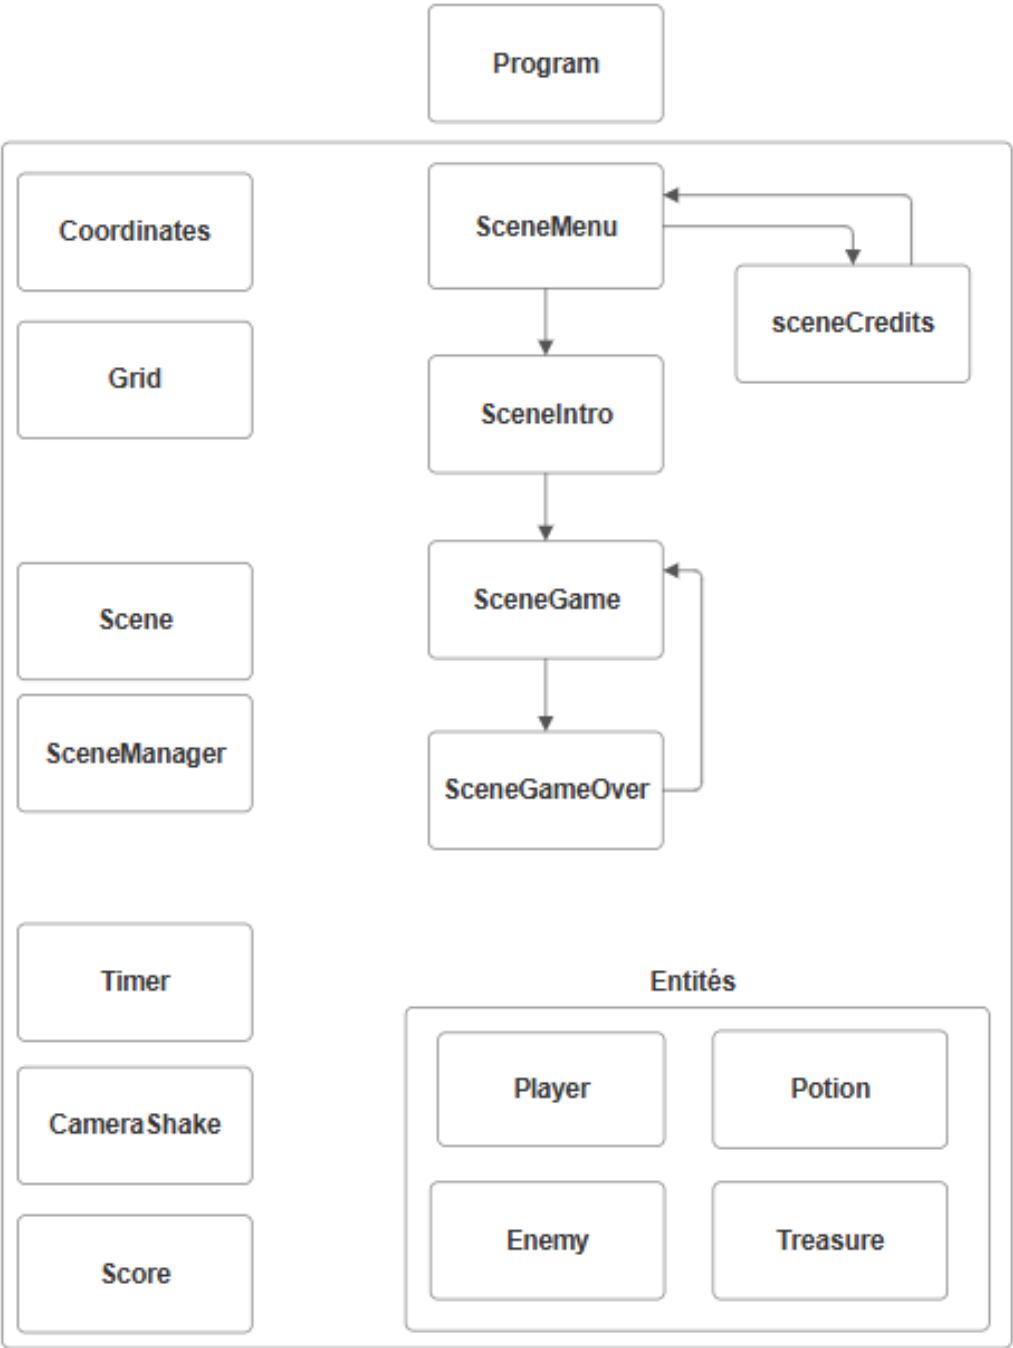 Program
Coordinates
SceneMenu
sceneCredits
Grid
SceneIntro
Scene
SceneGame
SceneManager
SceneGameOver
Timer
CameraShake
Score
Entités
Player
Potion
Enemy
Treasure